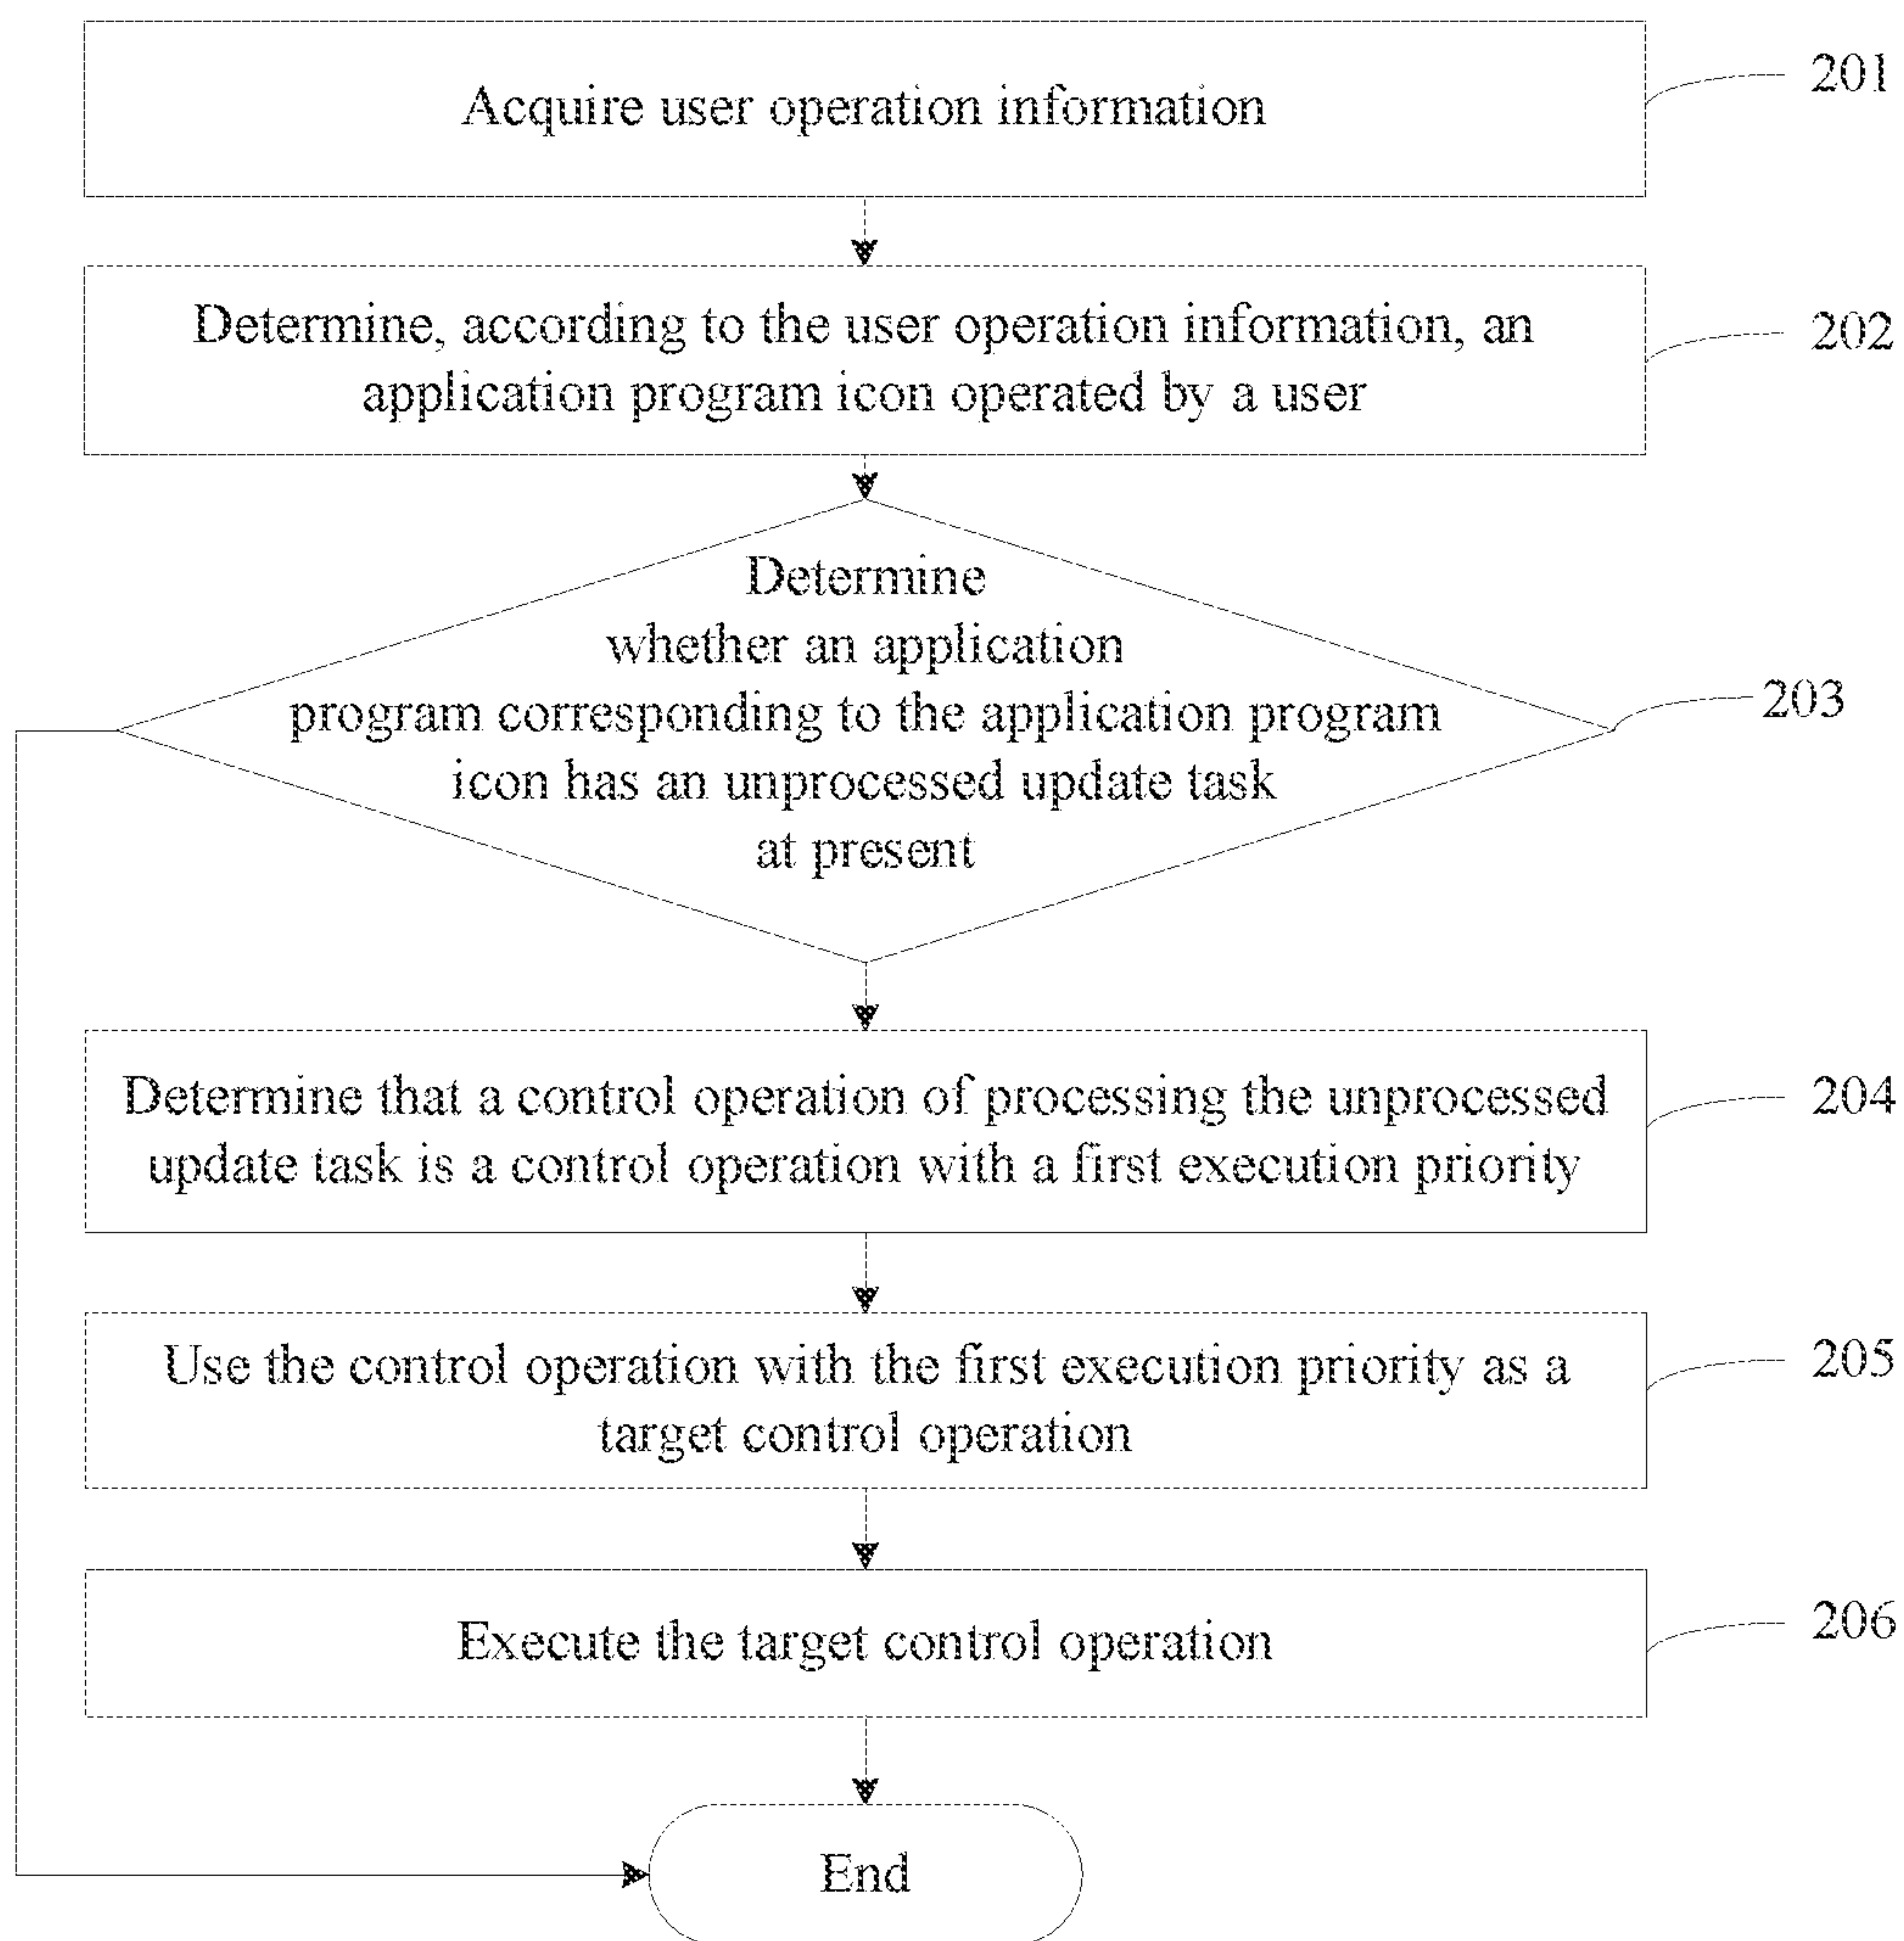 Acquire user operation information
201
Determine, according to the user operation information, an
application program icon operated by a user
202
Determine
whether an application
program corresponding to the application program
icon has an unprocessed update task
at present
203
Determine that a control operation of processing the unprocessed
update task is a control operation with a first execution priority
204
Use the control operation with the first execution priority as a
target control operation
205
Execute the target control operation
206
End